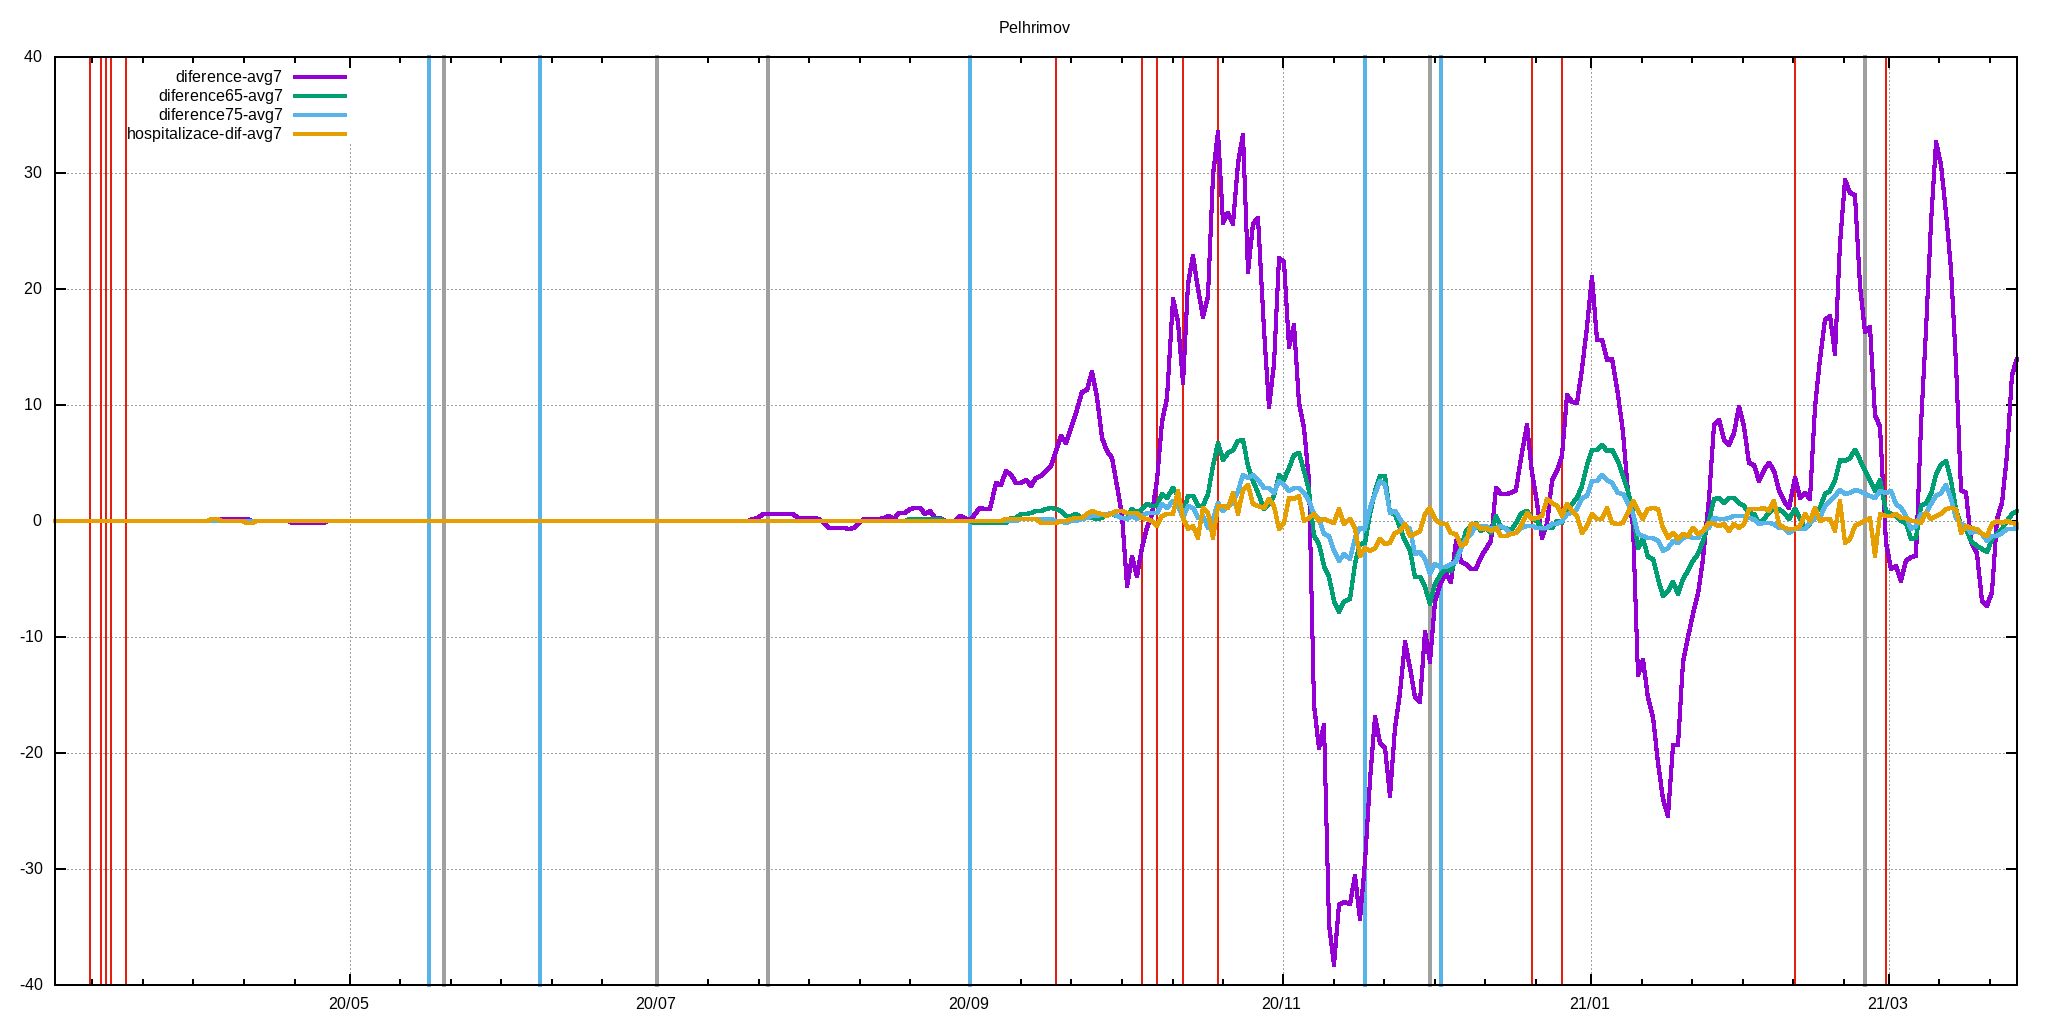 Pelhrimov
diference-avg7
diference65-avg7
diference75-avg7
hospitalizace-dif-avg7
40
30
20
10
0
-10
-20
-30
-40
20/05 20/07 20/09 20/11 21/01 21/03